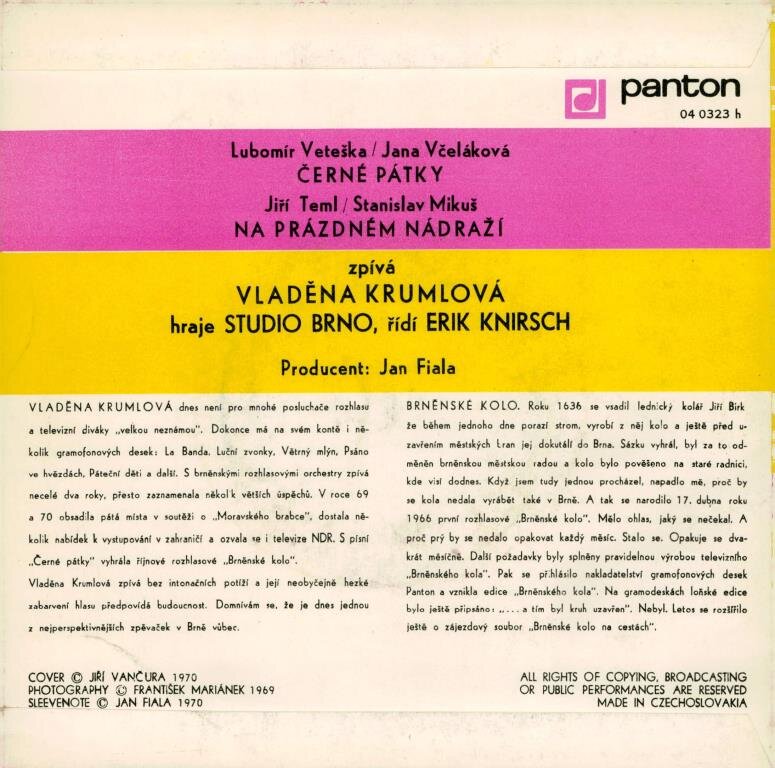 panton
04 0323 h
Lubomír Veteška / Jana Včeláková
ČERNÉ PÁTKY
Jiří Teml / Stanislav Mikuš
NA PRÁZDNÉM NÁDRAŽÍ
zpívá
VLADĚNA KRUMLOVÁ
hraje STUDIO BRNO, řídí ERIK KNIRSCH
Producent: Jan Fiala
VLADĚNA KRUMLOVÁ dnes není pro mnohé posluchače rozhlasu
a televizní diváky „velkou neznámou". Dokonce má na svém kontě i ně-
kolik gramofonových desek: La Banda, Luční zvonky, Větrný mlýn, Psáno
ve hvězdách, Páteční děti a další. S brněnskými rozhlasovými orchestry zpívá
necelé dva roky, přesto zaznamenala několik větších úspěchů. V roce 69
a 70 obsadila pátá místa v soutěži o „Moravského brabce", dostala ně-
kolik nabídek k vystupování v zahraničí a ozvala se i televize NDR. S písní
„Černé pátky" vyhrála říjnové rozhlasové „Brněnské kolo".
Vladěna Krumlová zpívá bez intonačních potíží a její neobyčejně hezké
zabarvení hlasu předpovídá budoucnost. Domnívám se, že je dnes jednou
z nejperspektivnějších zpěvaček v Brně vůbec.
BRNĚNSKÉ KOLO. Roku 1636 se vsadil lednický kolář Jiří Birk
že během jednoho dne porazí strom, vyrobí z něj kolo a ještě před u-
zavřením městských bran jej dokutálí do Brna. Sázku vyhrál, byl za to od-
měněn brněnskou městskou radou a kolo bylo pověšeno na staré radnici,
kde visí dodnes. Když jsem tudy jednou procházel, napadlo mě, proč by
se kola nedala vyrábět také v Brně. A tak se narodilo 17. dubna roku
1966 první rozhlasové „Brněnské kolo". Mělo ohlas, jaký se nečekal. A
proč prý by se nedalo opakovat každý měsíc. Stalo se. Opakuje se dva-
krát měsíčně. Další požadavky byly splněny pravidelnou výrobou televizního
„Brněnského kola". Pak se přihlásilo nakladatelství gramofonových desek
Panton a vznikla edice „Brněnského kola". Na gramodeskách loňské edice
bylo ještě připsáno: „... a tím byl kruh uzavřen". Nebyl. Letos se rozšířilo
ještě o zájezdový soubor „Brněnské kolo na cestách".
COVER © JIŘÍ VANČURA 1970
PHOTOGRAPHY © FRANTIŠEK MARIÁNEK 1969
SLEEVENOTE © JAN FIALA 1970
ALL RIGHTS OF COPYING, BROADCASTING
OR PUBLIC PERFORMANCES ARE RESERVED
MADE IN CZECHOSLOVAKIA